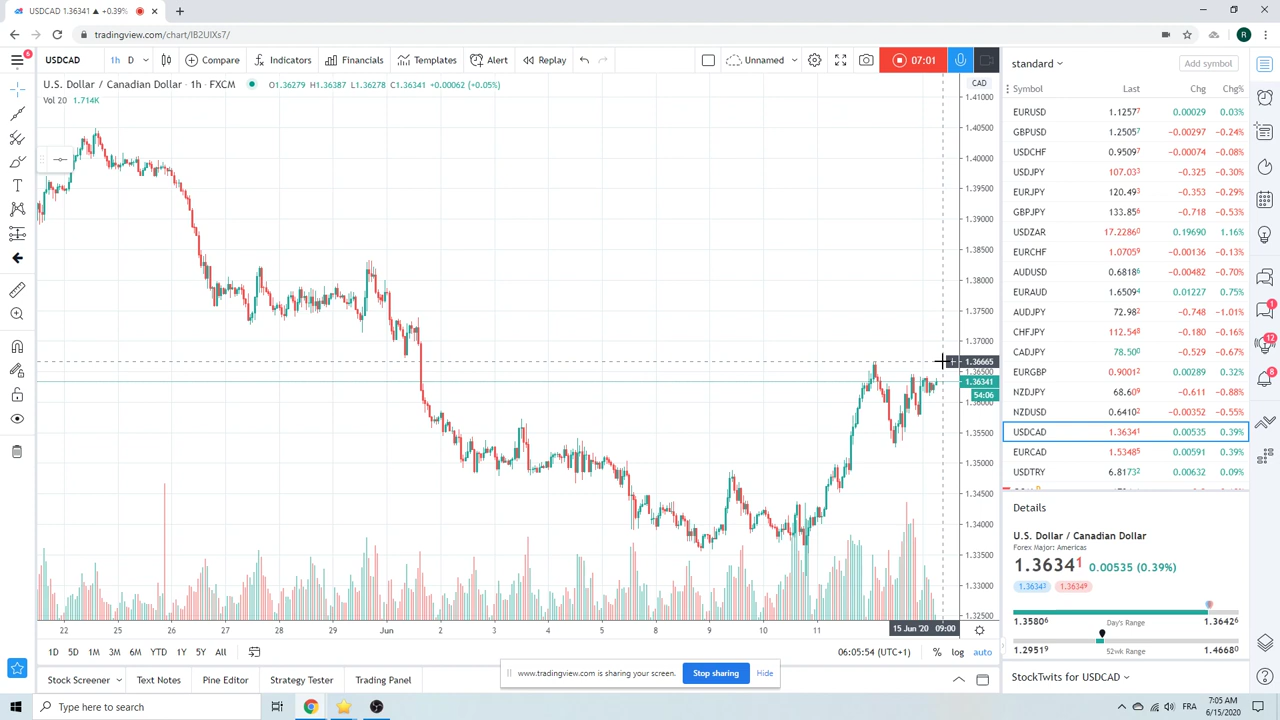 USDCAD 1.36341 ▲ +0.39%
tradingview.com/chart/IB2UIXs7/
R
6
USDCAD
1h
D
Compare
Indicators
Financials
Templates
Alert
Replay
Unnamed
07:01
U.S. Dollar / Canadian Dollar · 1h · FXCM
O1.36279 H1.36387 L1.36278 C1.36341 +0.00062 (+0.05%)
Vol 20 1.714K
CAD
1.41000
1.40500
1.40000
1.39500
1.39000
1.38500
1.38000
1.37500
1.37000
1.36665
1.36500
1.36341
54:06
1.36000
1.35500
1.35000
1.34500
1.34000
1.33500
1.33000
1.32500
22 25 26 27 28 29 Jun 2 3 4 5 8 9 10 11
15 Jun '20 09:00
1D 5D 1M 3M 6M YTD 1Y 5Y All
06:05:54 (UTC+1)
% log auto
Stock Screener
Text Notes
Pine Editor
Strategy Tester
Trading Panel
www.tradingview.com is sharing your screen.
Stop sharing
Hide
standard
Add symbol
Symbol Last Chg Chg%
EURUSD 1.1257⁷ 0.00029 0.03%
GBPUSD 1.2505⁷ −0.00297 −0.24%
USDCHF 0.9509⁷ −0.00074 −0.08%
USDJPY 107.03³ −0.325 −0.30%
EURJPY 120.49³ −0.353 −0.29%
GBPJPY 133.85⁶ −0.718 −0.53%
USDZAR 17.2286⁰ 0.19690 1.16%
EURCHF 1.0705⁹ −0.00136 −0.13%
AUDUSD 0.6818⁶ −0.00482 −0.70%
EURAUD 1.6509⁴ 0.01227 0.75%
AUDJPY 72.98² −0.748 −1.01%
CHFJPY 112.54⁸ −0.180 −0.16%
CADJPY 78.50⁰ −0.529 −0.67%
EURGBP 0.9001² 0.00289 0.32%
NZDJPY 68.60⁹ −0.388 −0.55%
NZDUSD 0.6410² −0.00352 −0.55%
USDCAD 1.3634¹ 0.00535 0.39%
EURCAD 1.5348⁵ 0.00591 0.39%
USDTRY 6.8173² 0.00632 0.09%
Details
U.S. Dollar / Canadian Dollar
Forex Major: Americas
1.3634¹ 0.00535 (0.39%)
1.3634³ 1.3634⁹
1.3580⁶ Day's Range 1.3642⁶
1.2951⁹ 52wk Range 1.4668⁰
StockTwits for USDCAD
1
12
8
Type here to search
FRA
7:05 AM
6/15/2020